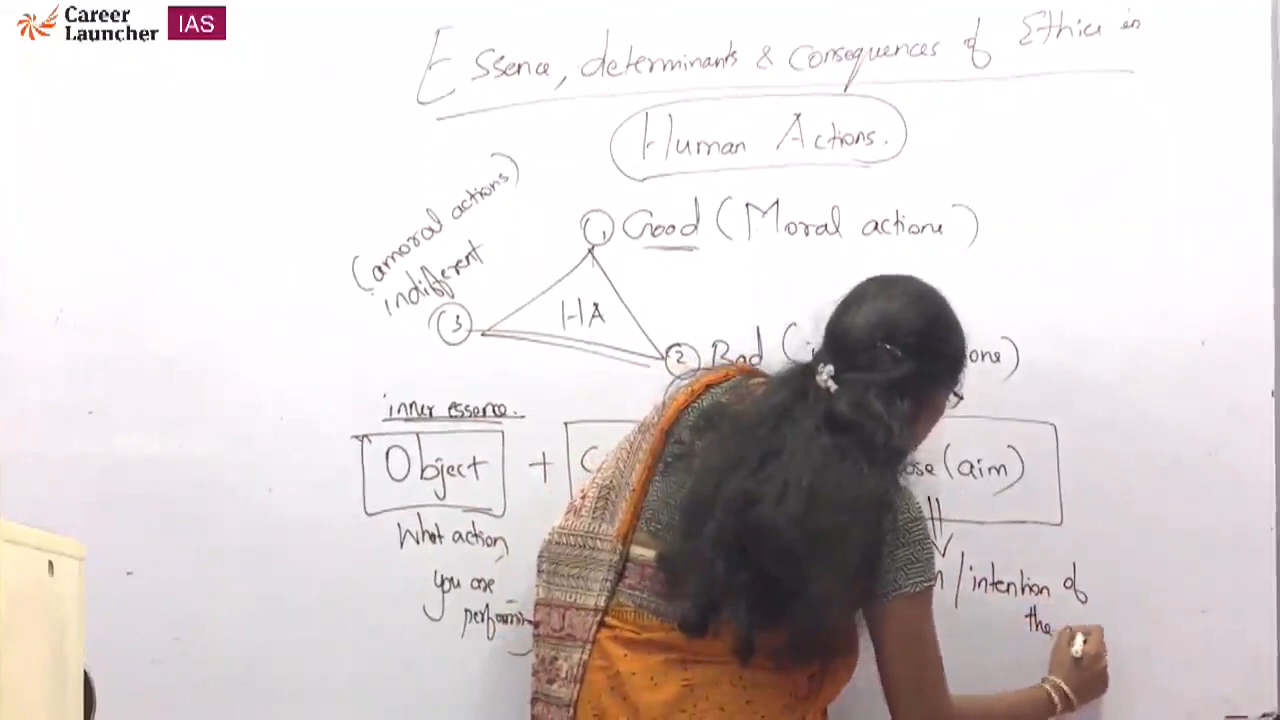 Career
Launcher
IAS
Essence, determinants & consequences of Ethics in
Human Actions.
(amoral actions)
indifferent
① Good (Moral actions)
HA
③
② Bad
inner essence.
Object +
(aim)
What action
you are
/ intention of
the